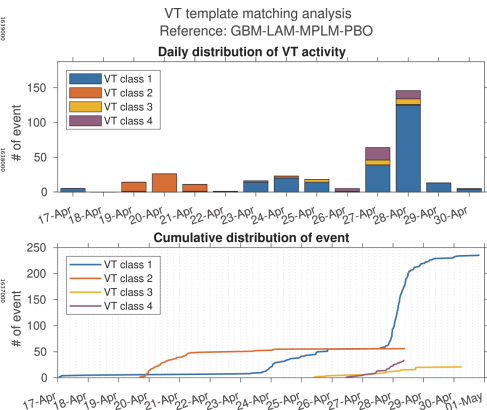 VT template matching analysis
Reference: GBM-LAM-MPLM-PBO
Daily distribution of VT activity
1619000
1618000
1617000
# of event
150
100
50
0
VT class 1
VT class 2
VT class 3
VT class 4
17-Apr 18-Apr 19-Apr 20-Apr 21-Apr 22-Apr 23-Apr 24-Apr 25-Apr 26-Apr 27-Apr 28-Apr 29-Apr 30-Apr
Cumulative distribution of event
# of event
250
200
150
100
50
0
VT class 1
VT class 2
VT class 3
VT class 4
17-Apr 18-Apr 19-Apr 20-Apr 21-Apr 22-Apr 23-Apr 24-Apr 25-Apr 26-Apr 27-Apr 28-Apr 29-Apr 30-Apr 01-May